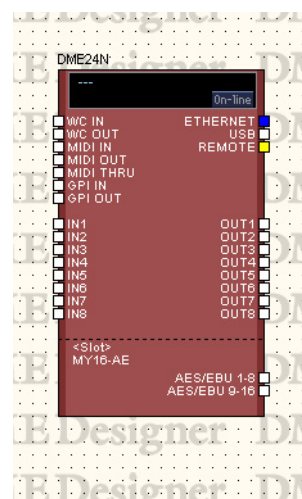 DME24N
---
On-line
WC IN ETHERNET
WC OUT USB
MIDI IN REMOTE
MIDI OUT
MIDI THRU
GPI IN
GPI OUT
IN1 OUT1
IN2 OUT2
IN3 OUT3
IN4 OUT4
IN5 OUT5
IN6 OUT6
IN7 OUT7
IN8 OUT8
<Slot>
MY16-AE
AES/EBU 1-8
AES/EBU 9-16
E Designer D
E Designer D